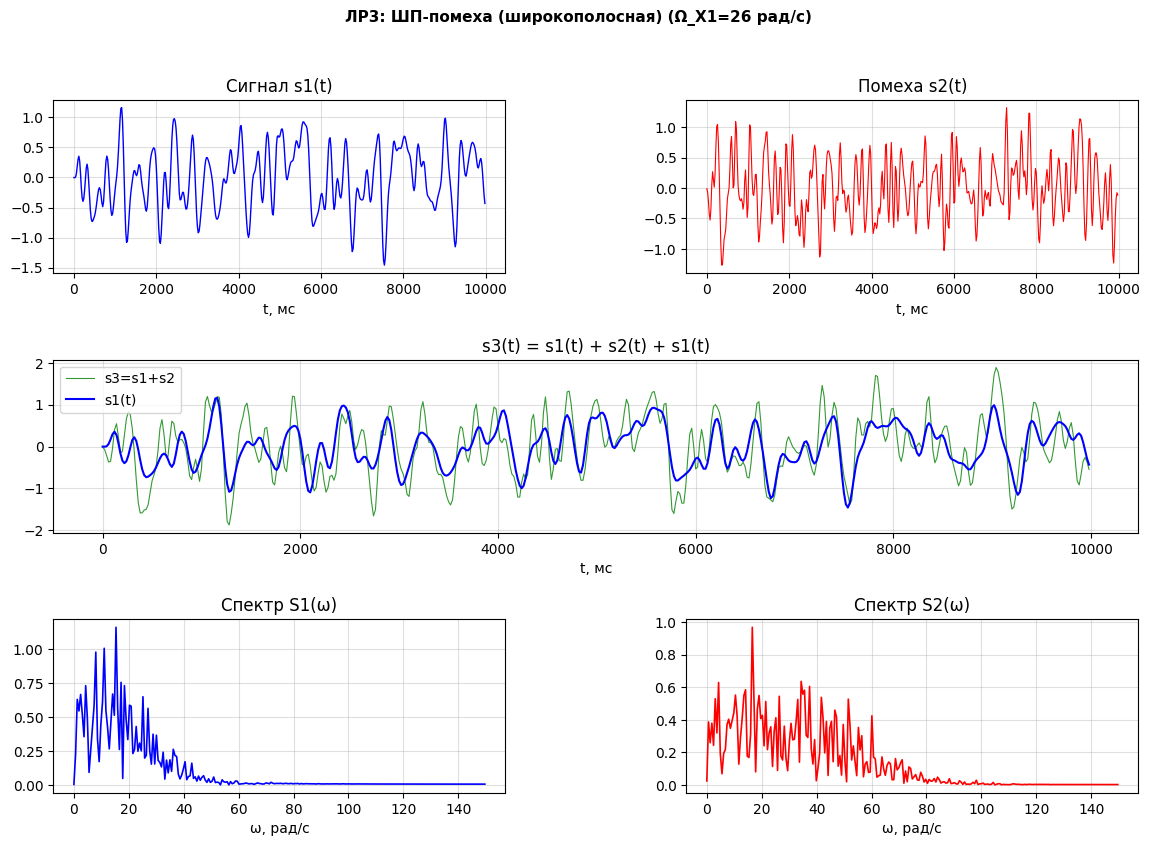 ЛР3: ШП-помеха (широкополосная) (Ω_X1=26 рад/с)
Сигнал s1(t)
1.0
0.5
0.0
−0.5
−1.0
−1.5
0 2000 4000 6000 8000 10000
t, мс
Помеха s2(t)
1.0
0.5
0.0
−0.5
−1.0
0 2000 4000 6000 8000 10000
t, мс
s3(t) = s1(t) + s2(t) + s1(t)
s3=s1+s2
s1(t)
2
1
0
−1
−2
0 2000 4000 6000 8000 10000
t, мс
Спектр S1(ω)
1.00
0.75
0.50
0.25
0.00
0 20 40 60 80 100 120 140
ω, рад/с
Спектр S2(ω)
1.0
0.8
0.6
0.4
0.2
0.0
0 20 40 60 80 100 120 140
ω, рад/с